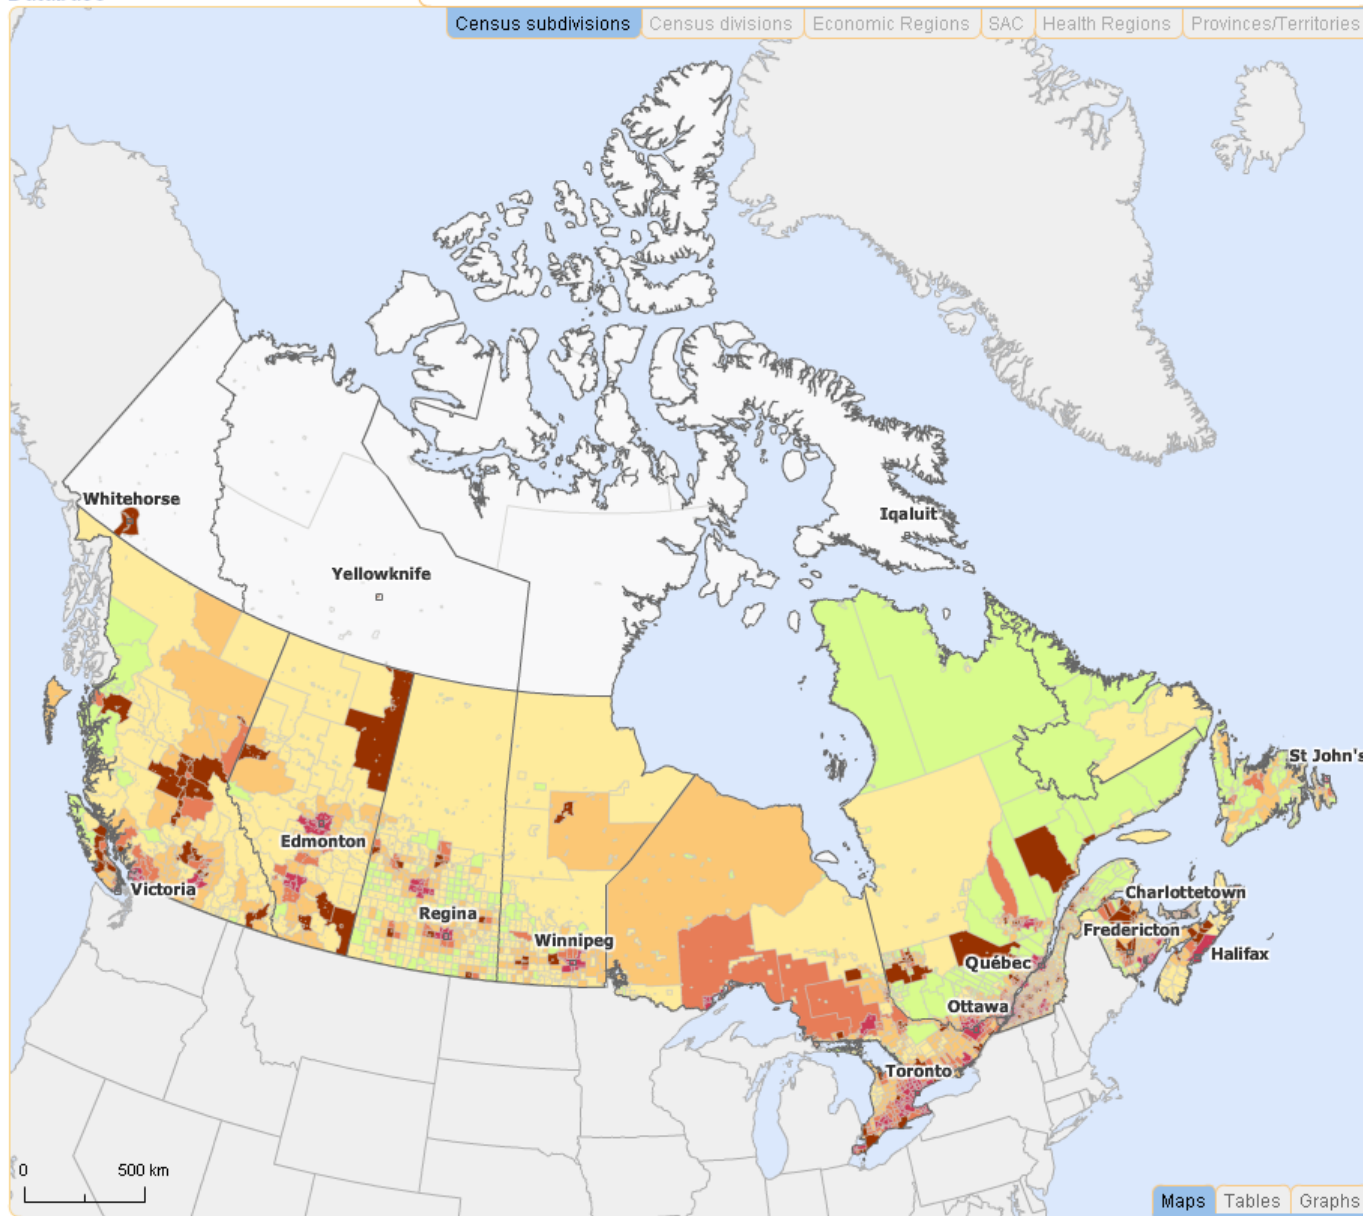 Census subdivisions
Census divisions
Economic Regions
SAC
Health Regions
Provinces/Territories
Whitehorse
Iqaluit
Yellowknife
St John's
Edmonton
Victoria
Charlottetown
Regina
Fredericton
Winnipeg
Halifax
Québec
Ottawa
Toronto
0
500 km
Maps
Tables
Graphs